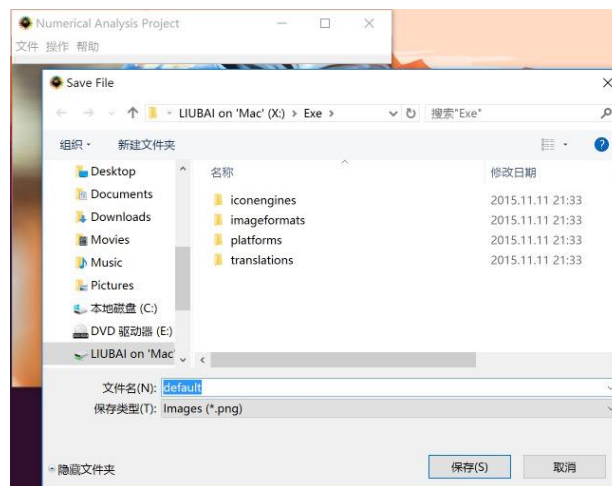 Numerical Analysis Project
文件 操作 帮助
Save File
LIUBAI on 'Mac' (X:) › Exe ›
搜索"Exe"
组织
新建文件夹
名称
修改日期
Desktop
Documents
Downloads
Movies
Music
Pictures
本地磁盘 (C:)
DVD 驱动器 (E:)
LIUBAI on 'Mac'
iconengines 2015.11.11 21:33
imageformats 2015.11.11 21:33
platforms 2015.11.11 21:33
translations 2015.11.11 21:33
文件名(N): default
保存类型(T): Images (*.png)
隐藏文件夹
保存(S)
取消